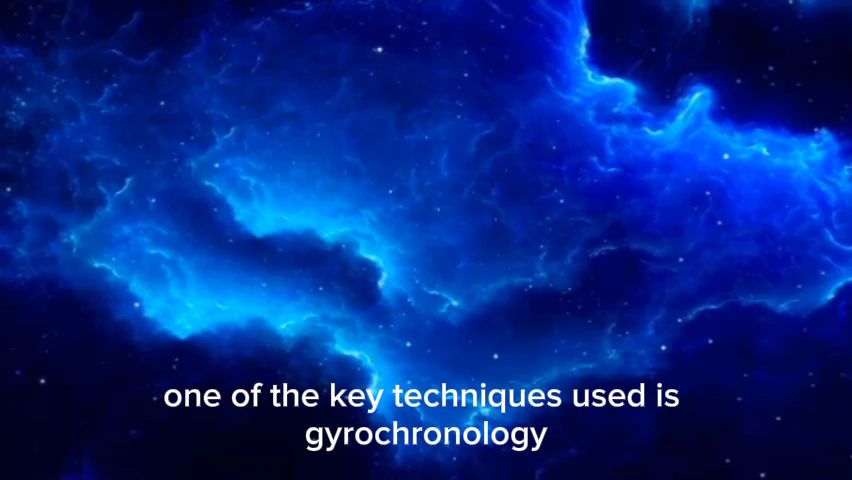 one of the key techniques used is
gyrochronology